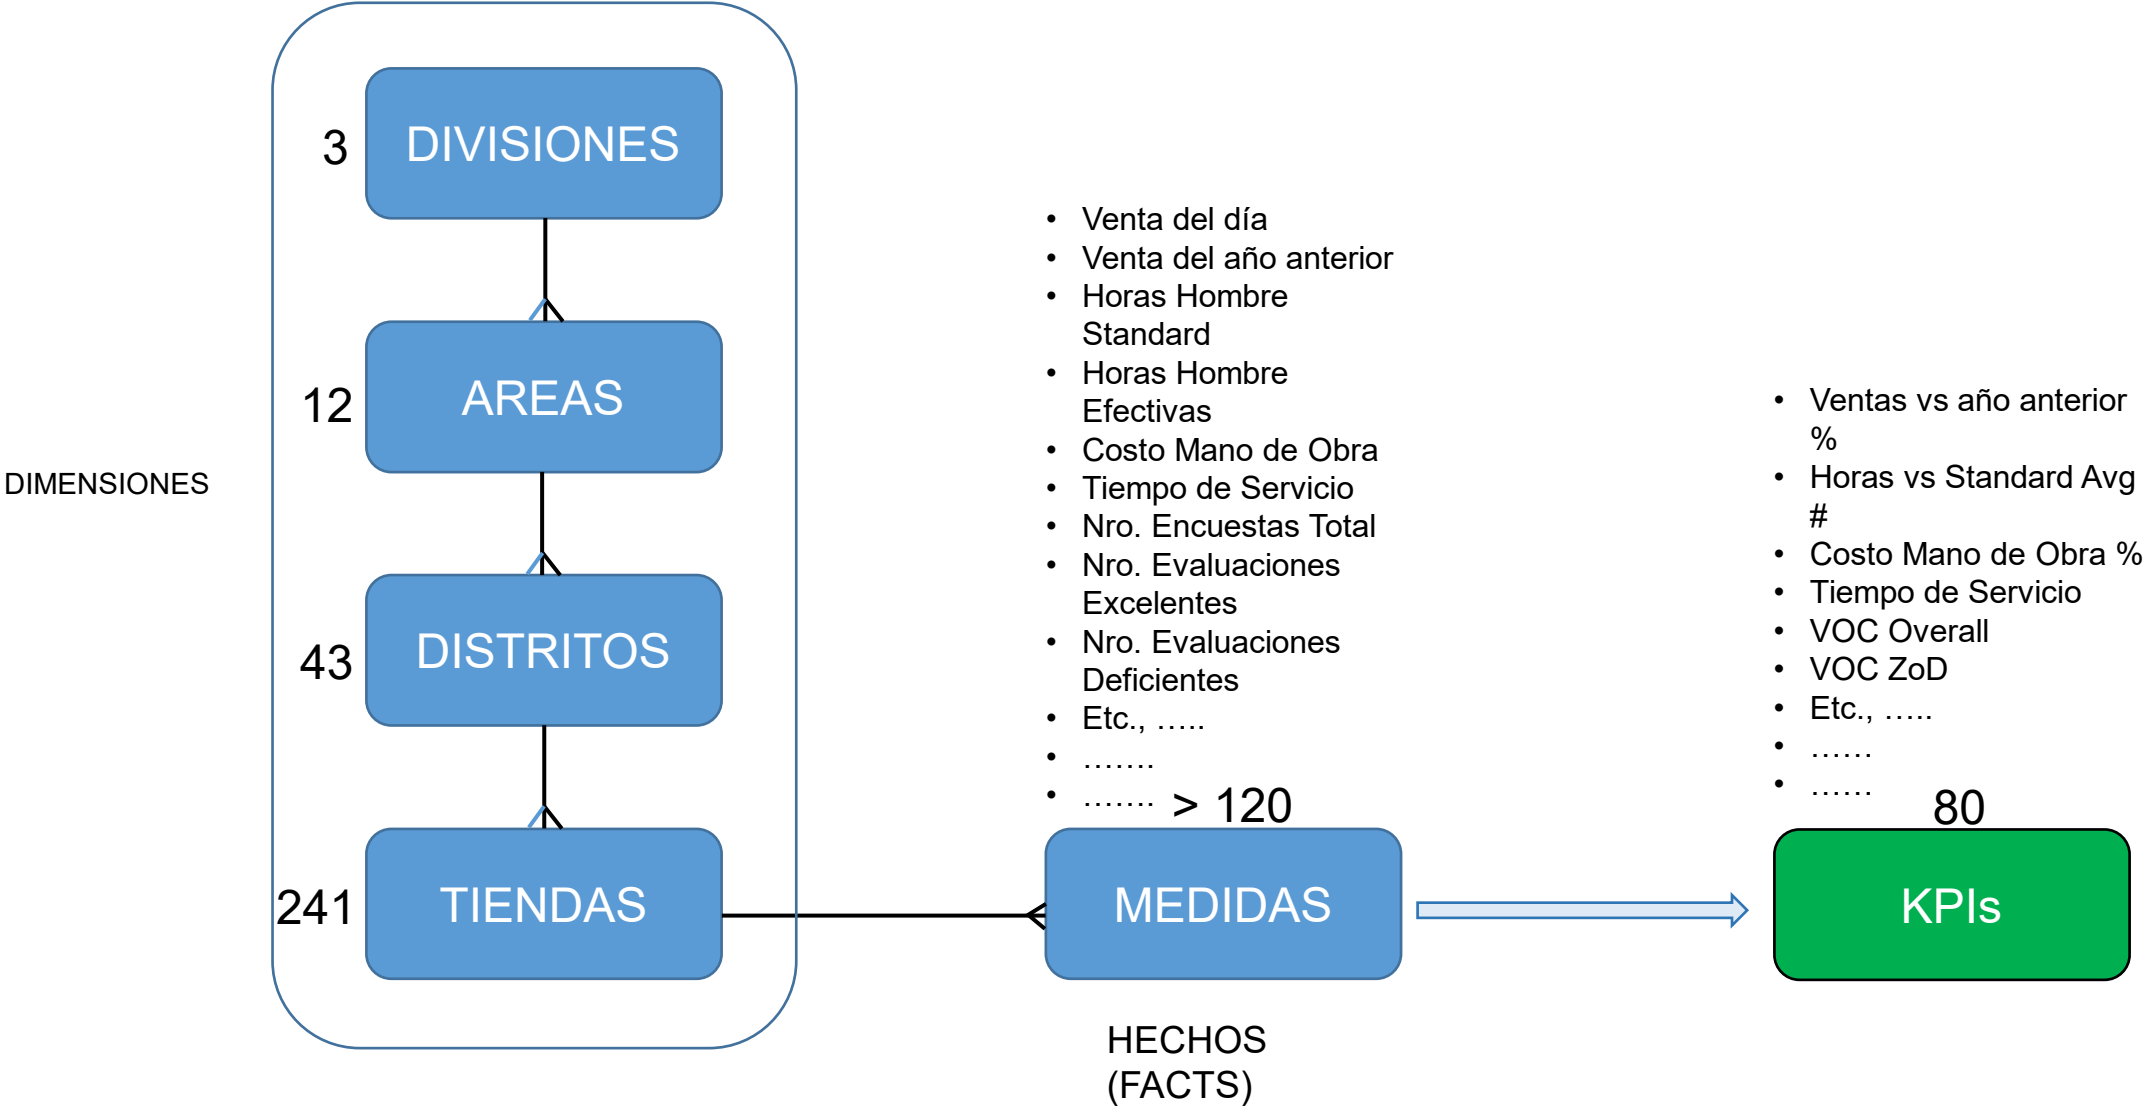 DIMENSIONES
3
DIVISIONES
12
AREAS
43
DISTRITOS
241
TIENDAS
• Venta del día
• Venta del año anterior
• Horas Hombre
Standard
• Horas Hombre
Efectivas
• Costo Mano de Obra
• Tiempo de Servicio
• Nro. Encuestas Total
• Nro. Evaluaciones
Excelentes
• Nro. Evaluaciones
Deficientes
• Etc., …..
• …….
• …….
> 120
MEDIDAS
HECHOS
(FACTS)
• Ventas vs año anterior
%
• Horas vs Standard Avg
#
• Costo Mano de Obra %
• Tiempo de Servicio
• VOC Overall
• VOC ZoD
• Etc., …..
• ……
• ……
80
KPIs